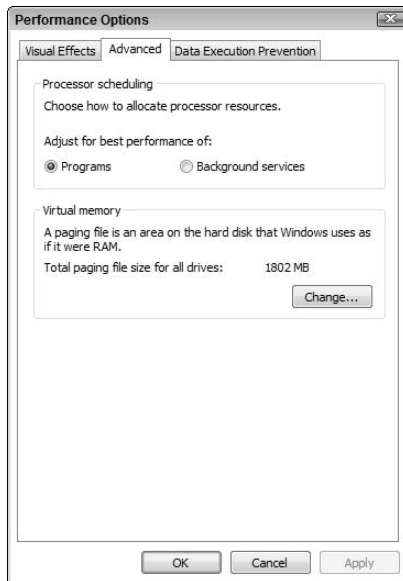 Performance Options
Visual Effects
Advanced
Data Execution Prevention
Processor scheduling
Choose how to allocate processor resources.
Adjust for best performance of:
Programs
Background services
Virtual memory
A paging file is an area on the hard disk that Windows uses as
if it were RAM.
Total paging file size for all drives: 1802 MB
Change...
OK
Cancel
Apply